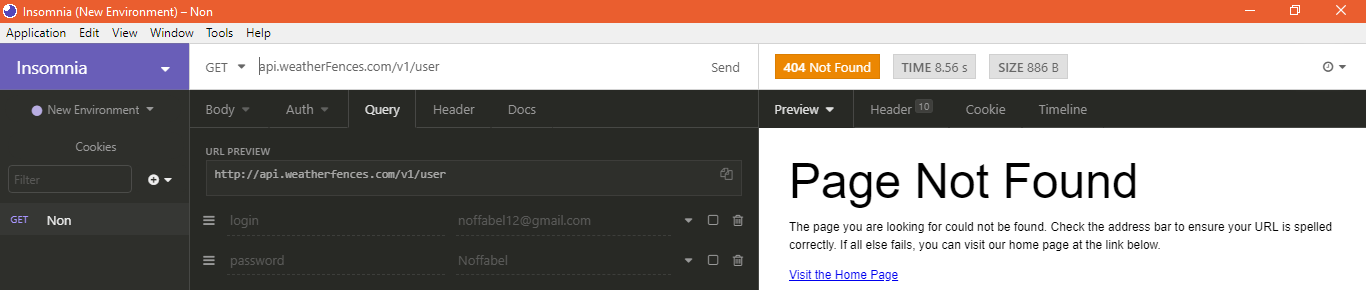 Insomnia (New Environment) – Non
Application Edit View Window Tools Help
Insomnia
GET api.weatherFences.com/v1/user Send
404 Not Found TIME 8.56 s SIZE 886 B
New Environment
Body Auth Query Header Docs
Preview Header 10 Cookie Timeline
Cookies
Filter
GET Non
URL PREVIEW
http://api.weatherfences.com/v1/user
login noffabel12@gmail.com
password Noffabel
Page Not Found
The page you are looking for could not be found. Check the address bar to ensure your URL is spelled
correctly. If all else fails, you can visit our home page at the link below.
Visit the Home Page